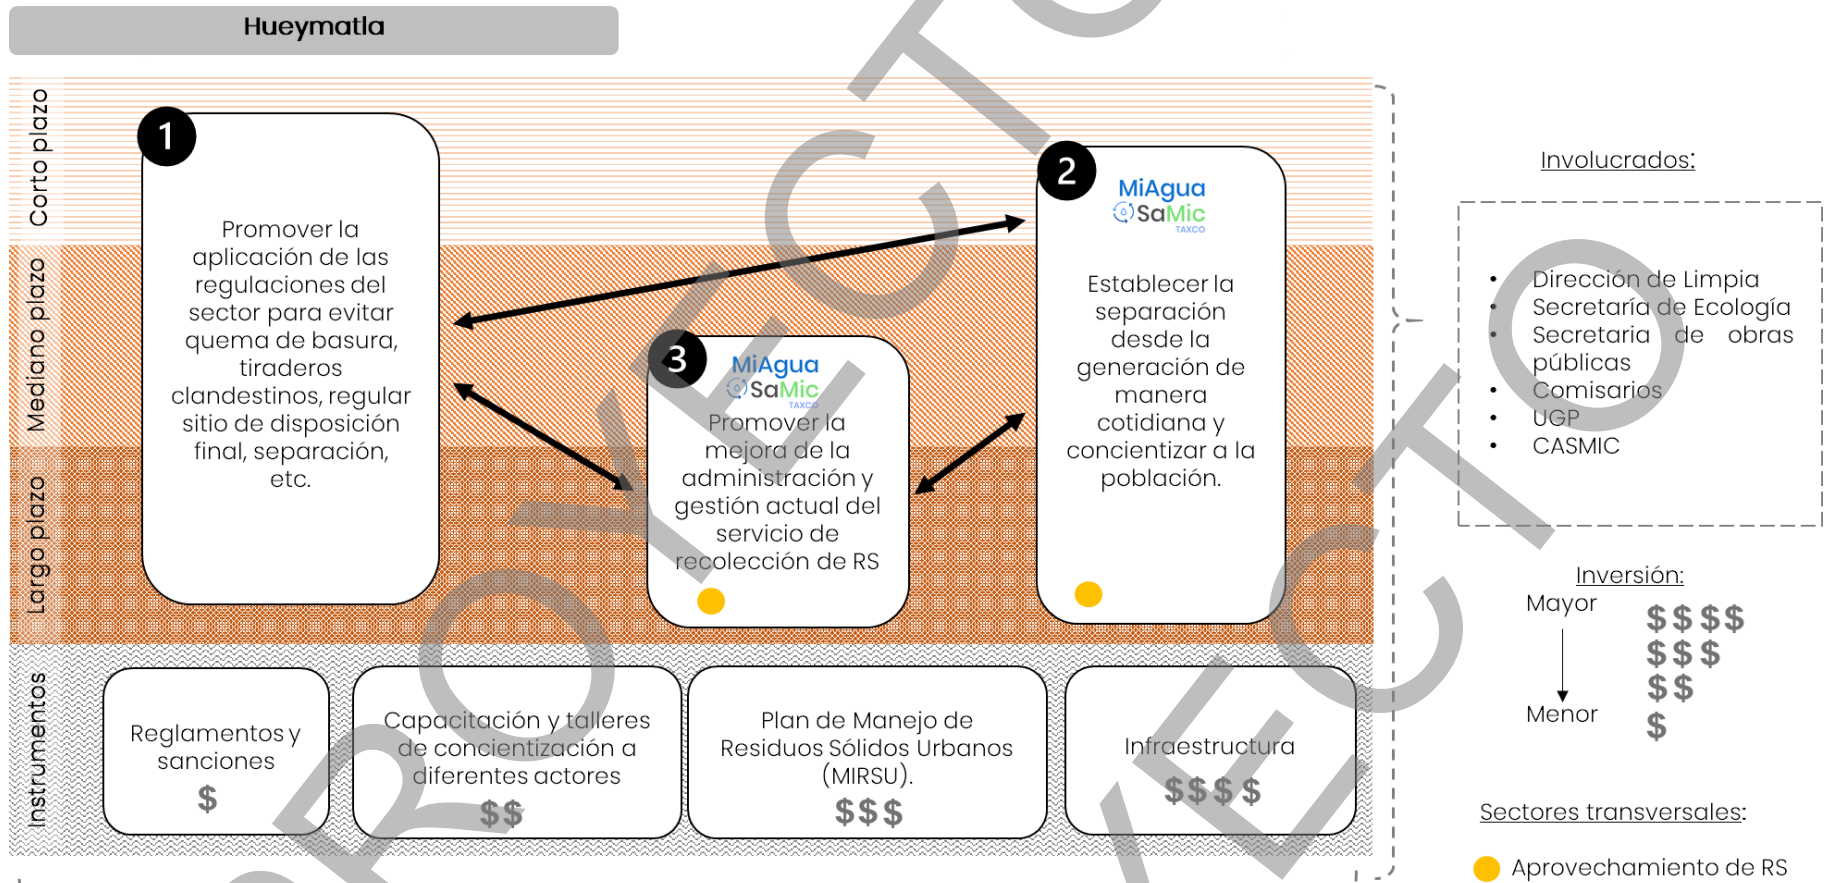 Hueymatla
Corto plazo
Mediano plazo
Largo plazo
Instrumentos
1
Promover la
aplicación de las
regulaciones del
sector para evitar
quema de basura,
tiraderos
clandestinos, regular
sitio de disposición
final, separación,
etc.
2
MiAgua
SaMic
TAXCO
Establecer la
separación
desde la
generación de
manera
cotidiana y
concientizar a la
población.
3
MiAgua
SaMic
TAXCO
Promover la
mejora de la
administración y
gestión actual del
servicio de
recolección de RS
Reglamentos y
sanciones
$
Capacitación y talleres
de concientización a
diferentes actores
$$
Plan de Manejo de
Residuos Sólidos Urbanos
(MIRSU).
$$$
Infraestructura
$$$$
Involucrados:
• Dirección de Limpia
• Secretaría de Ecología
• Secretaria de obras
públicas
• Comisarios
• UGP
• CASMIC
Inversión:
Mayor
$$$$
$$$
$$
Menor
$
Sectores transversales:
Aprovechamiento de RS
PROYECTO
YECTO